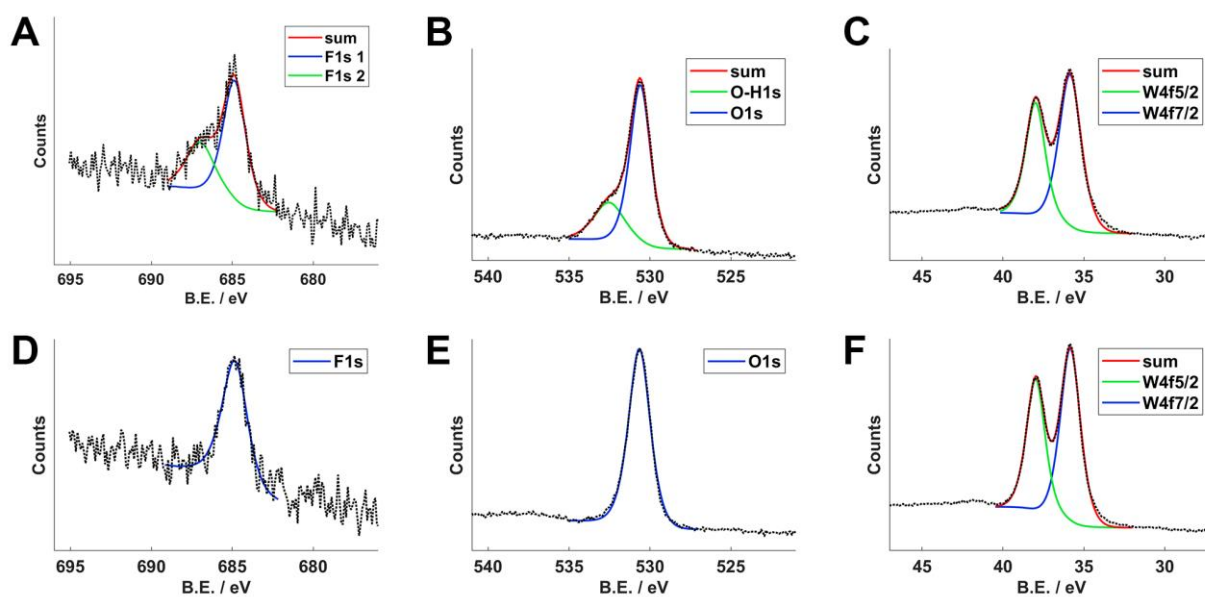 A
sum
F1s 1
F1s 2
Counts
695 690 685 680
B.E. / eV
B
sum
O-H1s
O1s
Counts
540 535 530 525
B.E. / eV
C
sum
W4f5/2
W4f7/2
Counts
45 40 35 30
B.E. / eV
D
F1s
Counts
695 690 685 680
B.E. / eV
E
O1s
Counts
540 535 530 525
B.E. / eV
F
sum
W4f5/2
W4f7/2
Counts
45 40 35 30
B.E. / eV